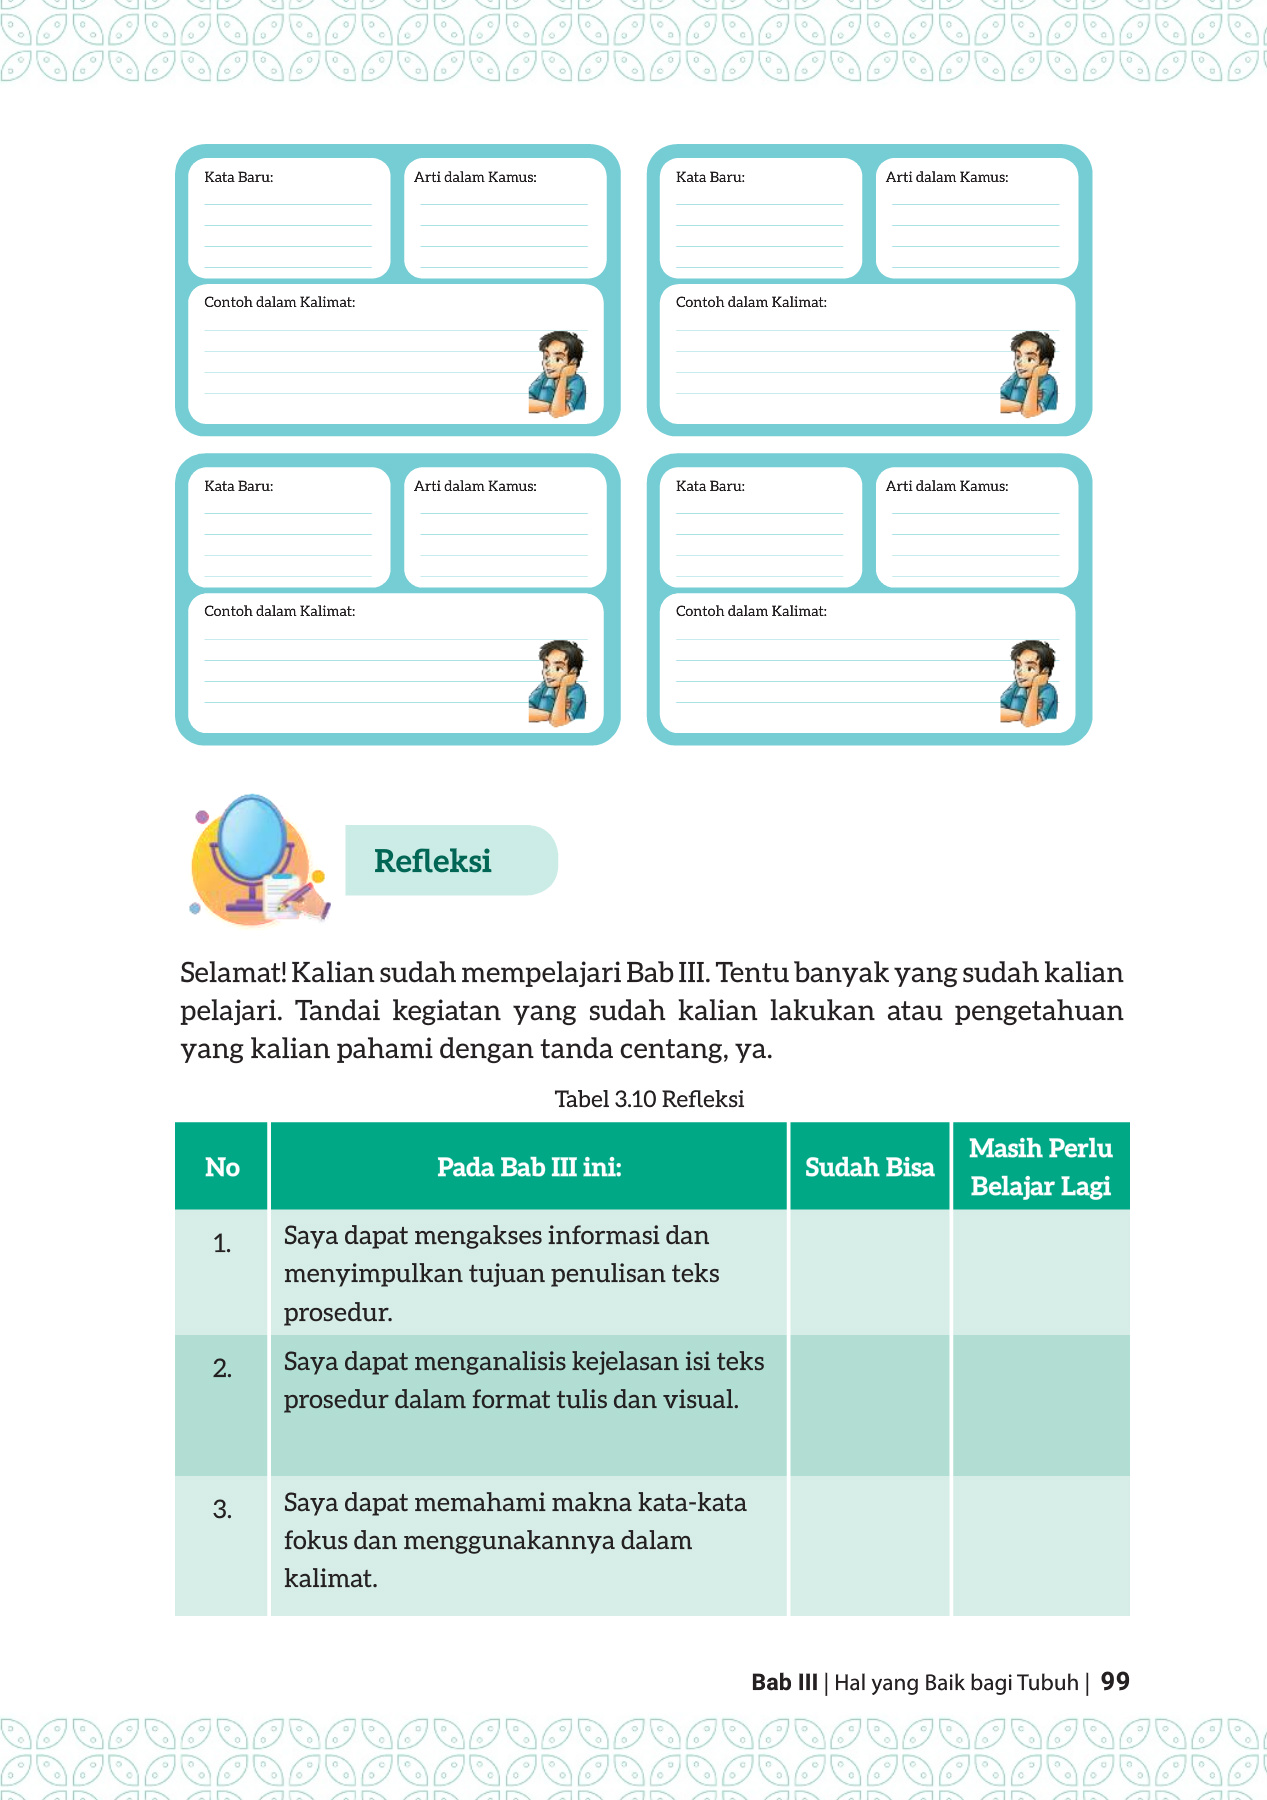 Kata Baru:
Arti dalam Kamus:
Contoh dalam Kalimat:
Kata Baru:
Arti dalam Kamus:
Contoh dalam Kalimat:
Kata Baru:
Arti dalam Kamus:
Contoh dalam Kalimat:
Kata Baru:
Arti dalam Kamus:
Contoh dalam Kalimat:
Refleksi
Selamat! Kalian sudah mempelajari Bab III. Tentu banyak yang sudah kalian
pelajari. Tandai kegiatan yang sudah kalian lakukan atau pengetahuan
yang kalian pahami dengan tanda centang, ya.
Tabel 3.10 Refleksi
No
Pada Bab III ini:
Sudah Bisa
Masih Perlu
Belajar Lagi
1.
Saya dapat mengakses informasi dan
menyimpulkan tujuan penulisan teks
prosedur.
2.
Saya dapat menganalisis kejelasan isi teks
prosedur dalam format tulis dan visual.
3.
Saya dapat memahami makna kata-kata
fokus dan menggunakannya dalam
kalimat.
Bab III | Hal yang Baik bagi Tubuh | 99